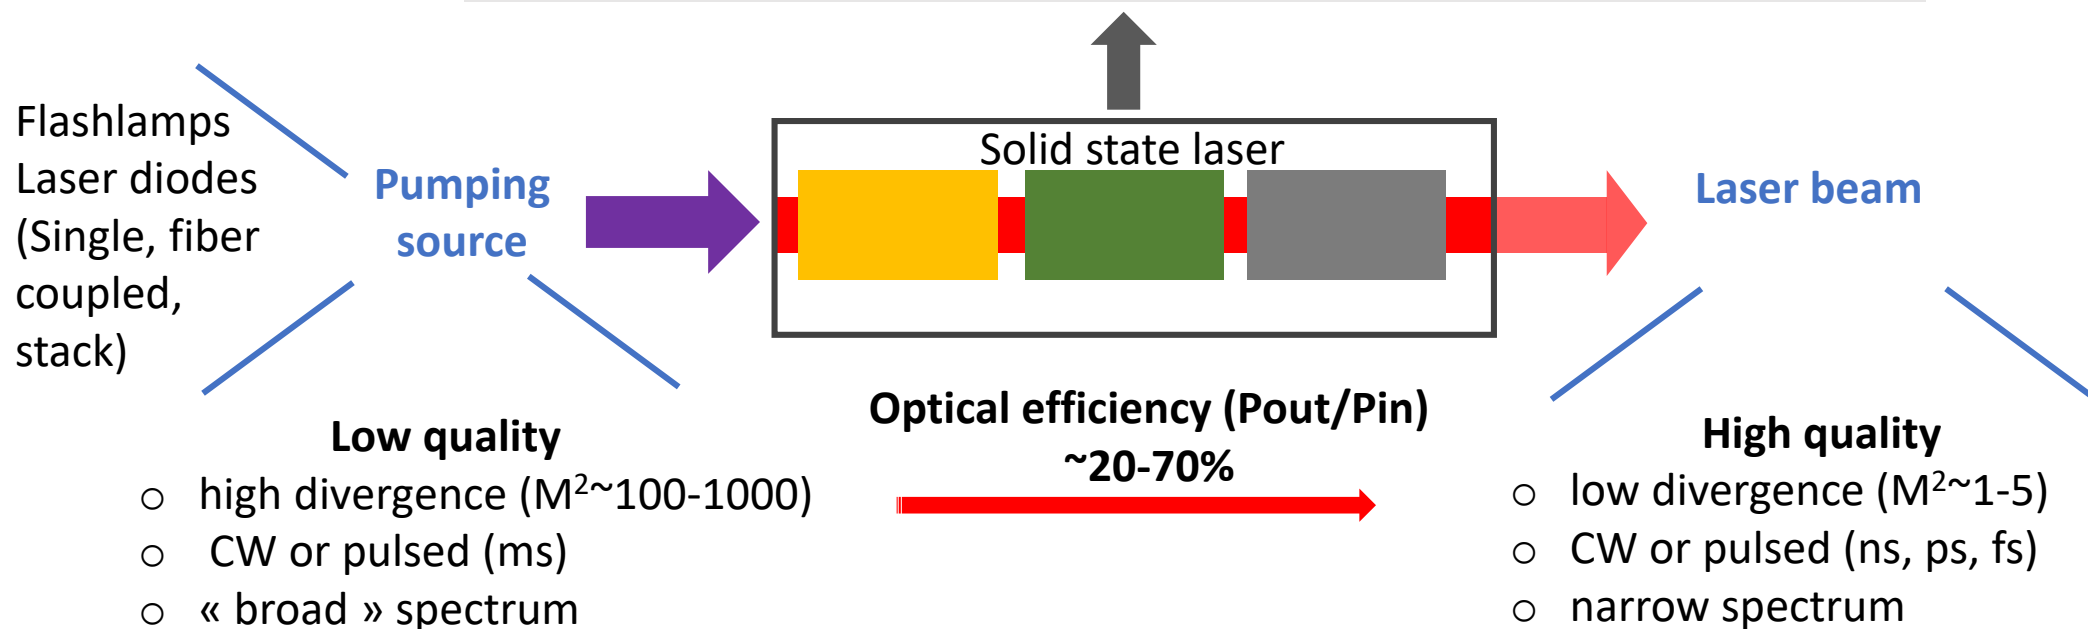 Flashlamps
Laser diodes
(Single, fiber
coupled,
stack)
Pumping
source
Solid state laser
Laser beam
Optical efficiency (Pout/Pin)
~20-70%
Low quality
o high divergence (M²~100-1000)
o CW or pulsed (ms)
o « broad » spectrum
High quality
o low divergence (M²~1-5)
o CW or pulsed (ns, ps, fs)
o narrow spectrum